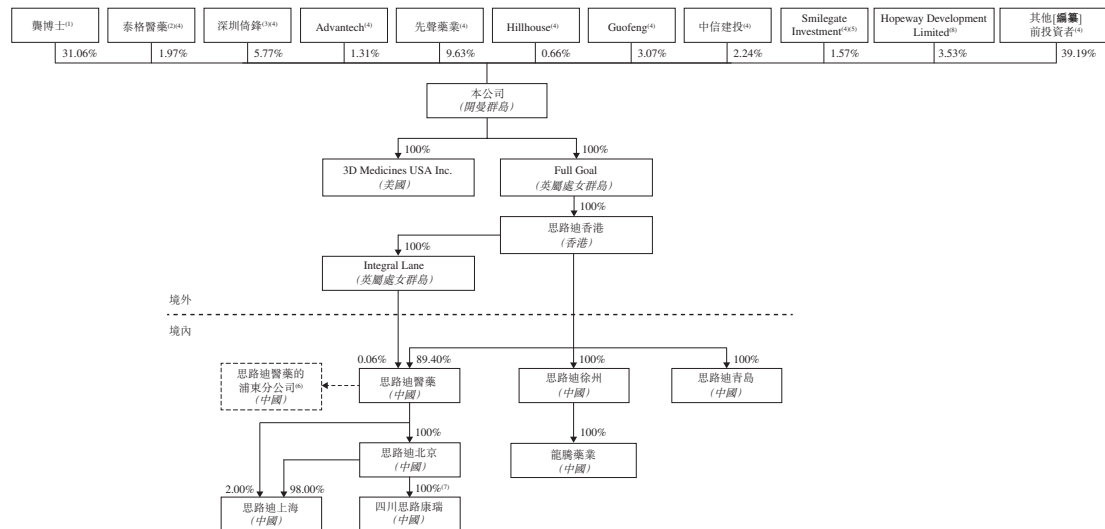 龔博士(1)
泰格醫藥(2)(4)
深圳倚鋒(3)(4)
Advantech(4)
先聲藥業(4)
Hillhouse(4)
Guofeng(4)
中信建投(4)
Smilegate
Investment(4)(5)
Hopeway Development
Limited(8)
其他[編纂]
前投資者(4)
31.06%
1.97%
5.77%
1.31%
9.63%
0.66%
3.07%
2.24%
1.57%
3.53%
39.19%
本公司
(開曼群島)
100%
100%
3D Medicines USA Inc.
(美國)
Full Goal
(英屬處女群島)
100%
思路迪香港
(香港)
100%
Integral Lane
(英屬處女群島)
境外
境內
0.06%
89.40%
100%
100%
思路迪醫藥的
浦東分公司(6)
(中國)
思路迪醫藥
(中國)
思路迪徐州
(中國)
思路迪青島
(中國)
100%
100%
思路迪北京
(中國)
龍騰藥業
(中國)
2.00%
98.00%
100%(7)
思路迪上海
(中國)
四川思路康瑞
(中國)